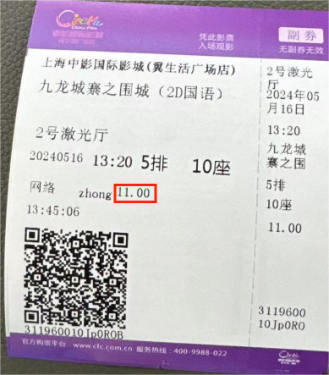 凭此影票
入场观影
副券
无副券无效
上海中影国际影城(翼生活广场店)
九龙城寨之围城（2D国语）
2号激光厅
20240516 13:20 5排 10座
网络 zhong 11.00
13:45:06
311960010Jp0R0B
官方购票平台：www.cfc.com.cn 服务热线：400-9988-022
2号激光
厅
2024年05
月16日
13:20
九龙城
寨之围
5排
10座
11.00
3119600
10Jp0R0